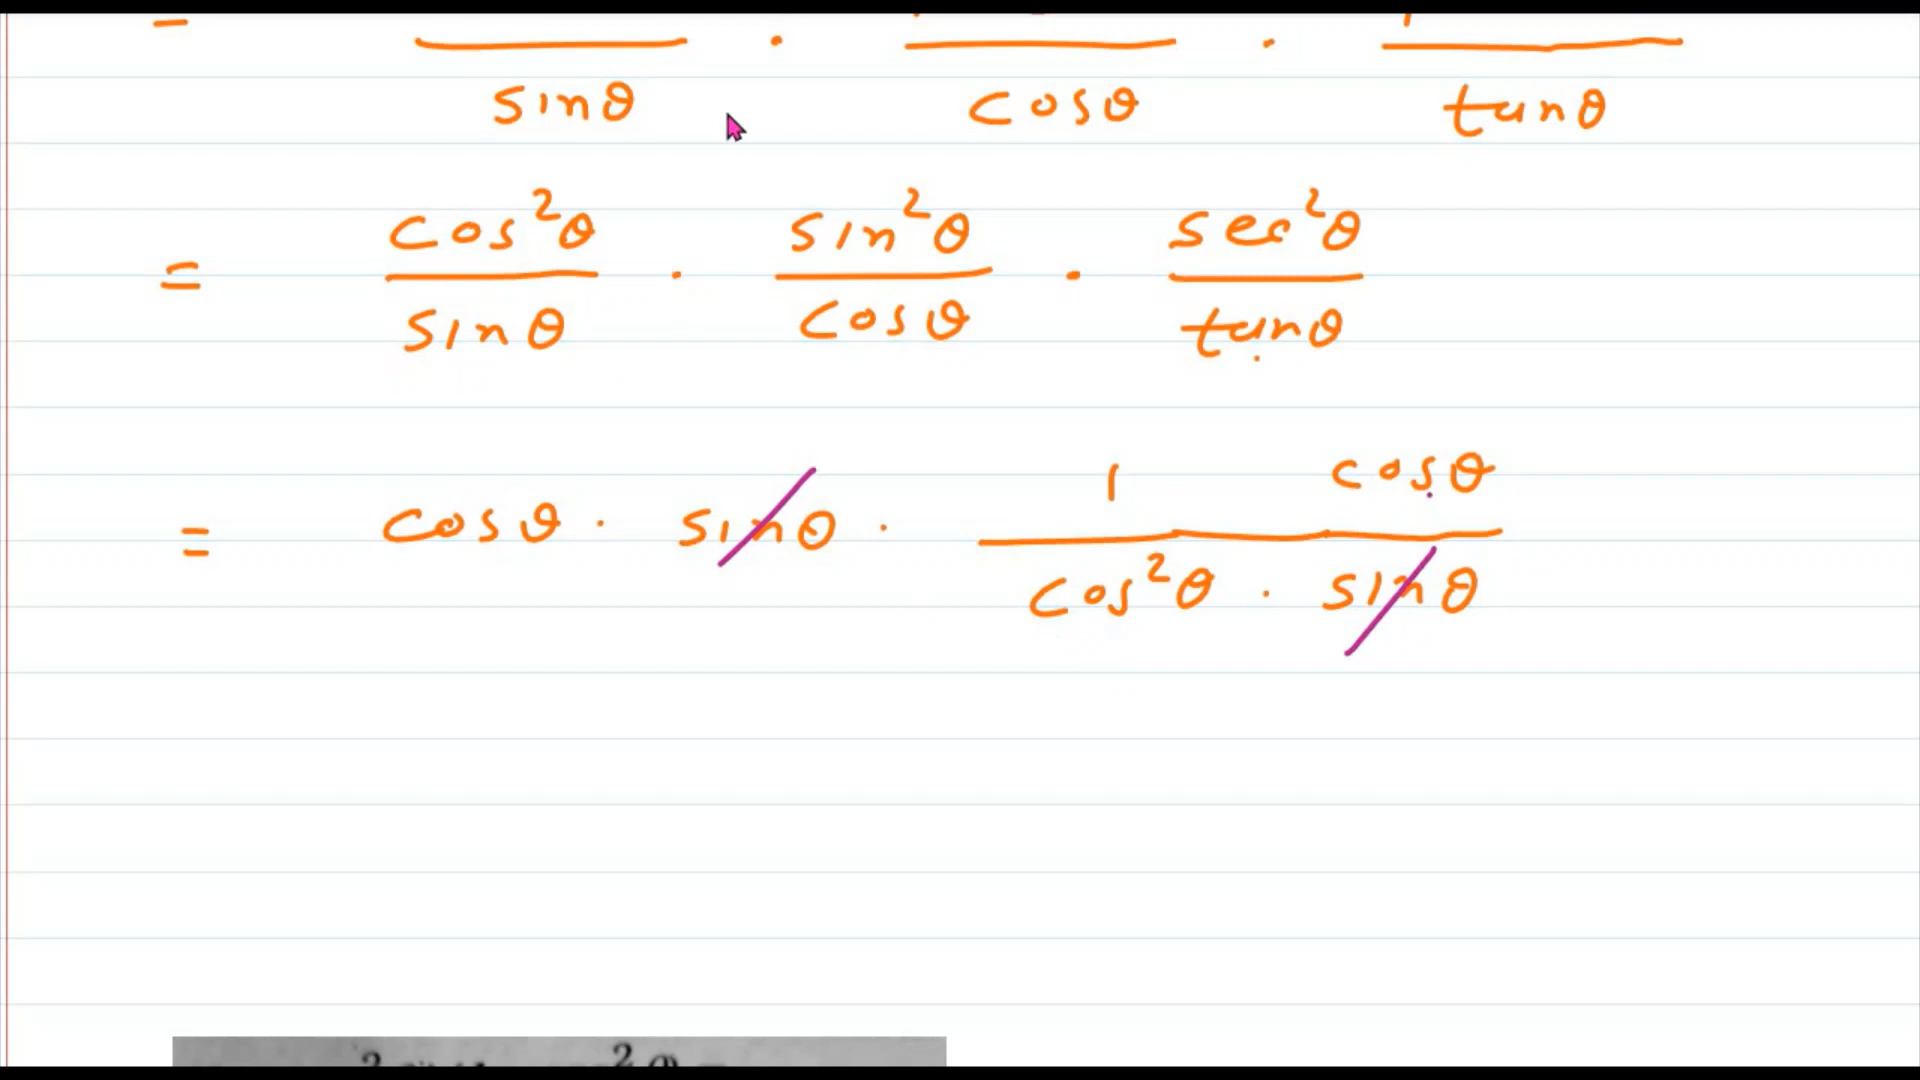 = ——— · ——— · ———
sinθ cosθ tanθ
= cos²θ/sinθ · sin²θ/cosθ · sec²θ/tanθ
= cosθ · sinθ · 1 cosθ/cos²θ · sinθ